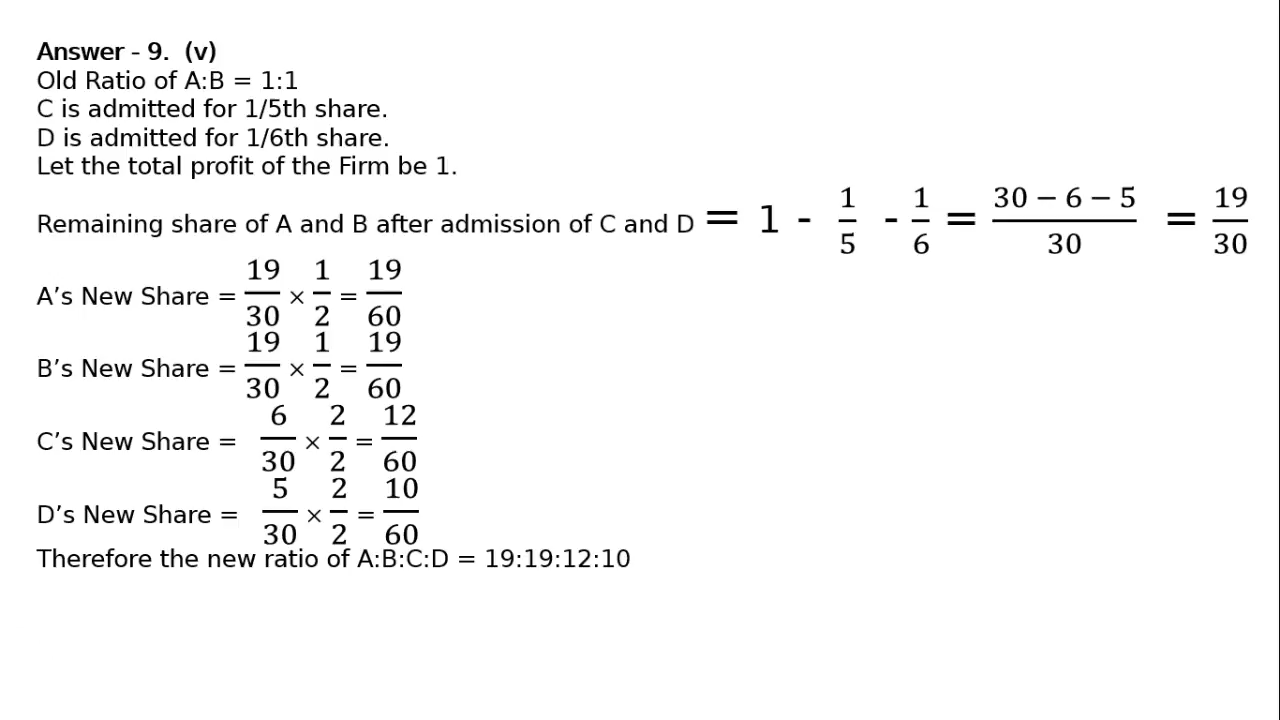 Answer - 9.  (v)
Old Ratio of A:B = 1:1
C is admitted for 1/5th share.
D is admitted for 1/6th share.
Let the total profit of the Firm be 1.
Remaining share of A and B after admission of C and D = 1 - 1/5 - 1/6 = (30 − 6 − 5)/30 = 19/30
A’s New Share = 19/30 × 1/2 = 19/60
B’s New Share = 19/30 × 1/2 = 19/60
C’s New Share = 6/30 × 2/2 = 12/60
D’s New Share = 5/30 × 2/2 = 10/60
Therefore the new ratio of A:B:C:D = 19:19:12:10